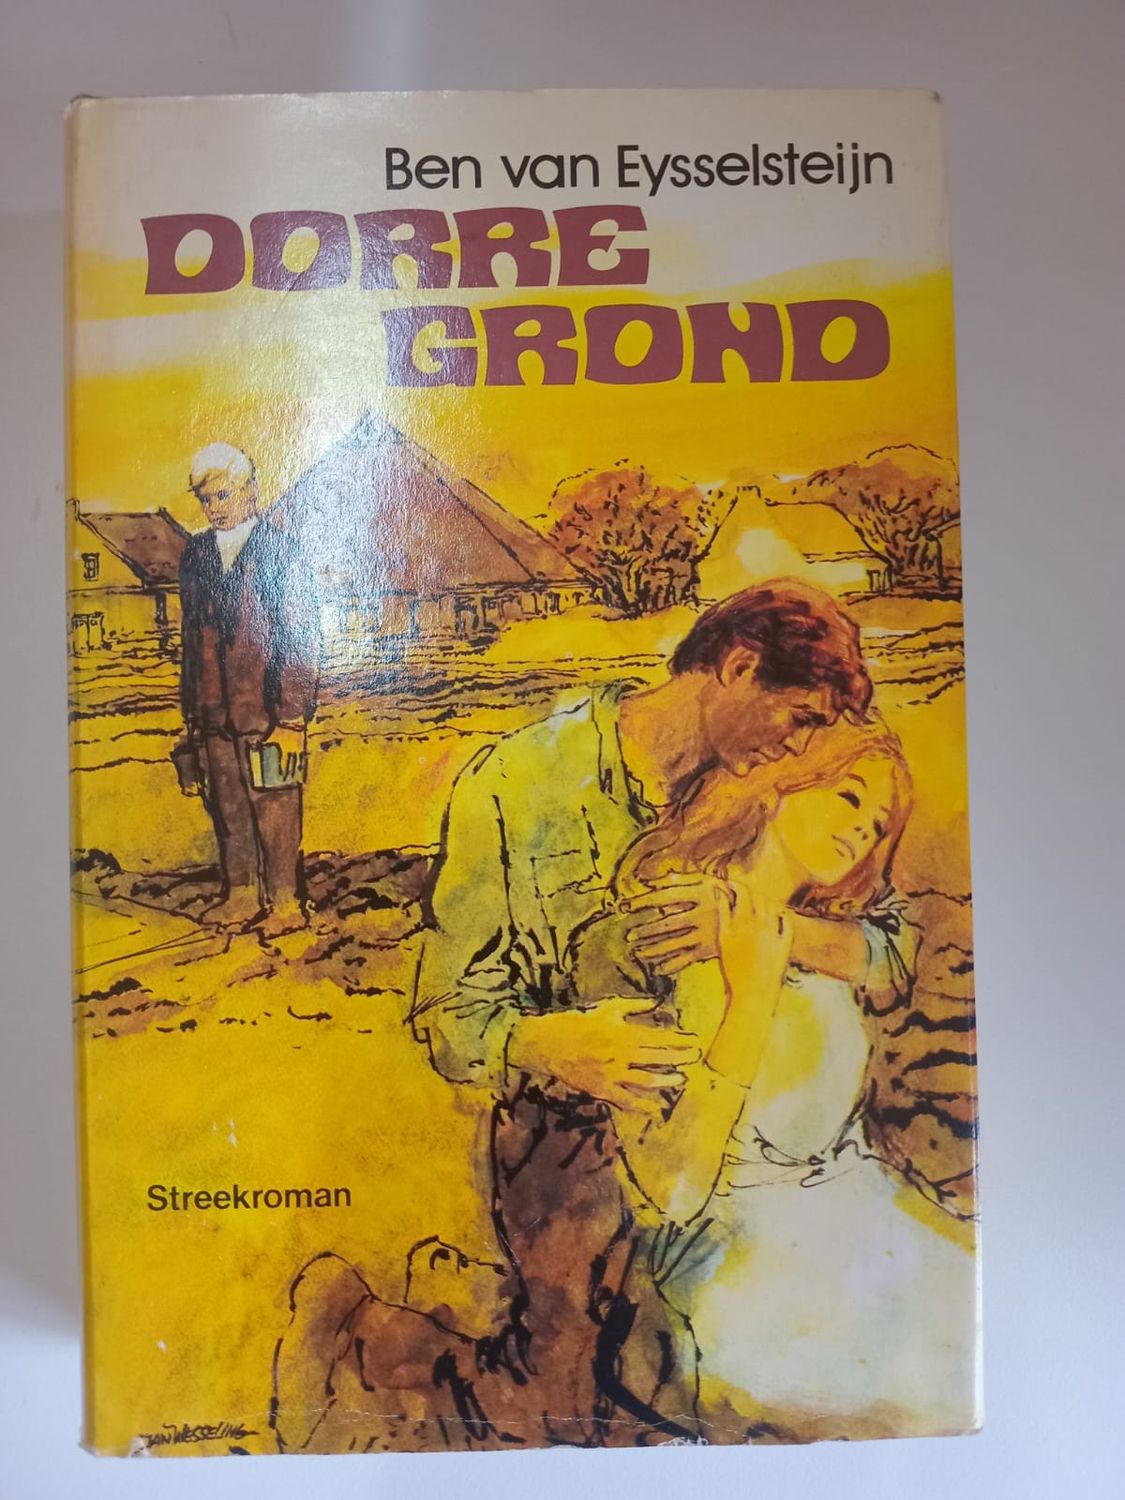 Ben van Eysselsteijn
DORRE
GROND
Streekroman
JAN WESSELING